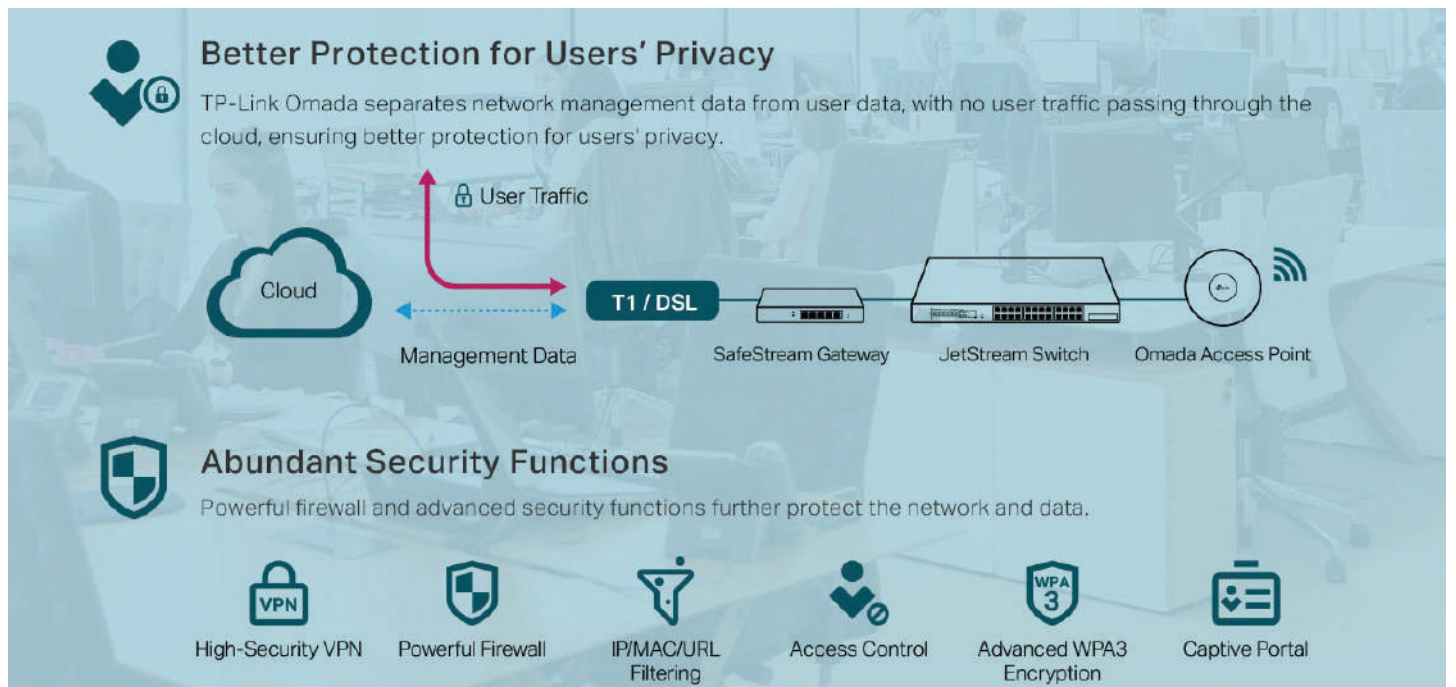 Better Protection for Users' Privacy
TP-Link Omada separates network management data from user data, with no user traffic passing through the
cloud, ensuring better protection for users' privacy.
User Traffic
Cloud
T1 / DSL
Management Data
SafeStream Gateway
JetStream Switch
Omada Access Point
Abundant Security Functions
Powerful firewall and advanced security functions further protect the network and data.
VPN
WPA
3
High-Security VPN
Powerful Firewall
IP/MAC/URL
Filtering
Access Control
Advanced WPA3
Encryption
Captive Portal